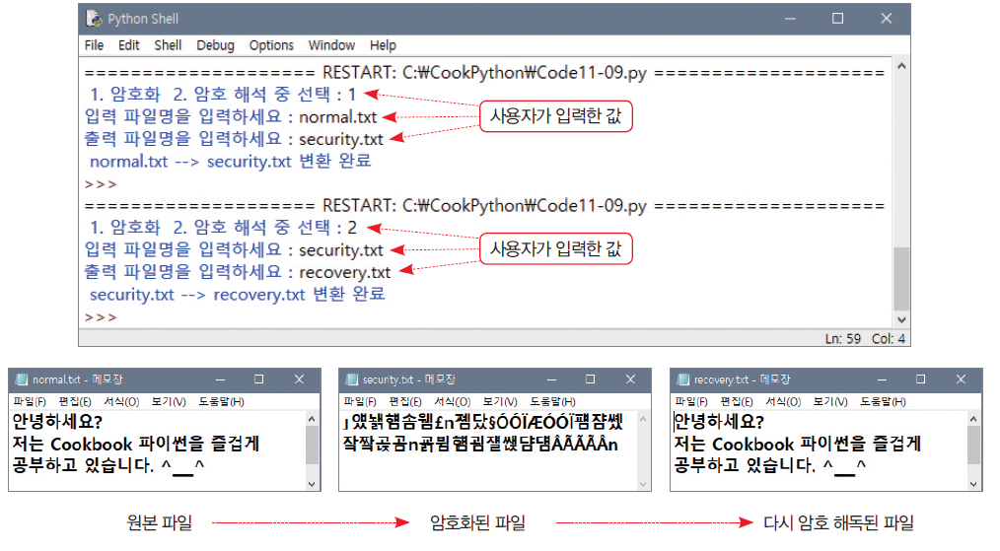 Python Shell
File Edit Shell Debug Options Window Help
==================== RESTART: C:₩CookPython₩Code11-09.py ====================
1. 암호화 2. 암호 해석 중 선택 : 1
입력 파일명을 입력하세요 : normal.txt
사용자가 입력한 값
출력 파일명을 입력하세요 : security.txt
normal.txt --> security.txt 변환 완료
>>>
==================== RESTART: C:₩CookPython₩Code11-09.py ====================
1. 암호화 2. 암호 해석 중 선택 : 2
입력 파일명을 입력하세요 : security.txt
사용자가 입력한 값
출력 파일명을 입력하세요 : recovery.txt
security.txt --> recovery.txt 변환 완료
>>>
Ln: 59 Col: 4
normal.txt - 메모장
파일(F) 편집(E) 서식(O) 보기(V) 도움말(H)
안녕하세요?
저는 Cookbook 파이썬을 즐겁게
공부하고 있습니다. ^__^
security.txt - 메모장
파일(F) 편집(E) 서식(O) 보기(V) 도움말(H)
recovery.txt - 메모장
파일(F) 편집(E) 서식(O) 보기(V) 도움말(H)
안녕하세요?
저는 Cookbook 파이썬을 즐겁게
공부하고 있습니다. ^__^
원본 파일
암호화된 파일
다시 암호 해독된 파일